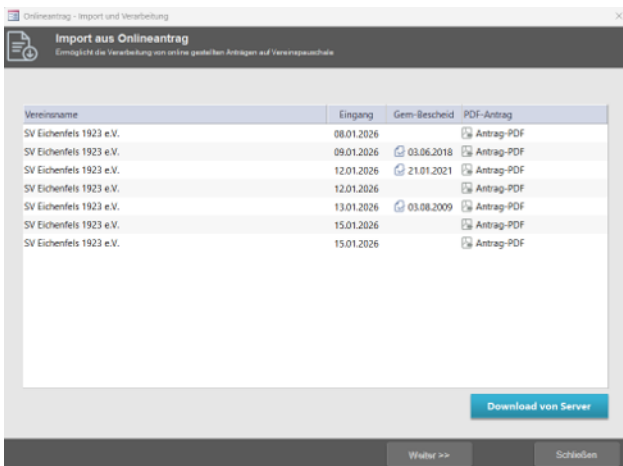 Onlineantrag - Import und Verarbeitung
Import aus Onlineantrag
Ermöglicht die Verarbeitung von online gestellten Anträgen auf Vereinspauschale
Vereinsname Eingang Gem-Bescheid PDF-Antrag
SV Eichenfels 1923 e.V. 08.01.2026 Antrag-PDF
SV Eichenfels 1923 e.V. 09.01.2026 03.06.2018 Antrag-PDF
SV Eichenfels 1923 e.V. 12.01.2026 21.01.2021 Antrag-PDF
SV Eichenfels 1923 e.V. 12.01.2026 Antrag-PDF
SV Eichenfels 1923 e.V. 13.01.2026 03.08.2009 Antrag-PDF
SV Eichenfels 1923 e.V. 15.01.2026 Antrag-PDF
SV Eichenfels 1923 e.V. 15.01.2026 Antrag-PDF
Download von Server
Weiter >> Schließen